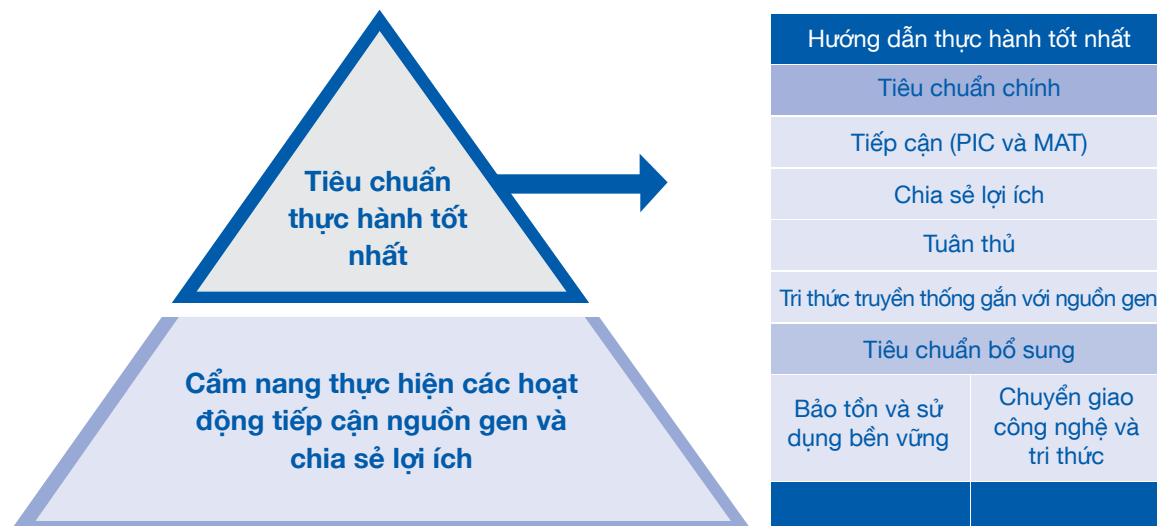 Tiêu chuẩn
thực hành tốt
nhất
Cẩm nang thực hiện các hoạt
động tiếp cận nguồn gen và
chia sẻ lợi ích
Hướng dẫn thực hành tốt nhất
Tiêu chuẩn chính
Tiếp cận (PIC và MAT)
Chia sẻ lợi ích
Tuân thủ
Tri thức truyền thống gắn với nguồn gen
Tiêu chuẩn bổ sung
Bảo tồn và sử
dụng bền vững
Chuyển giao
công nghệ và
tri thức